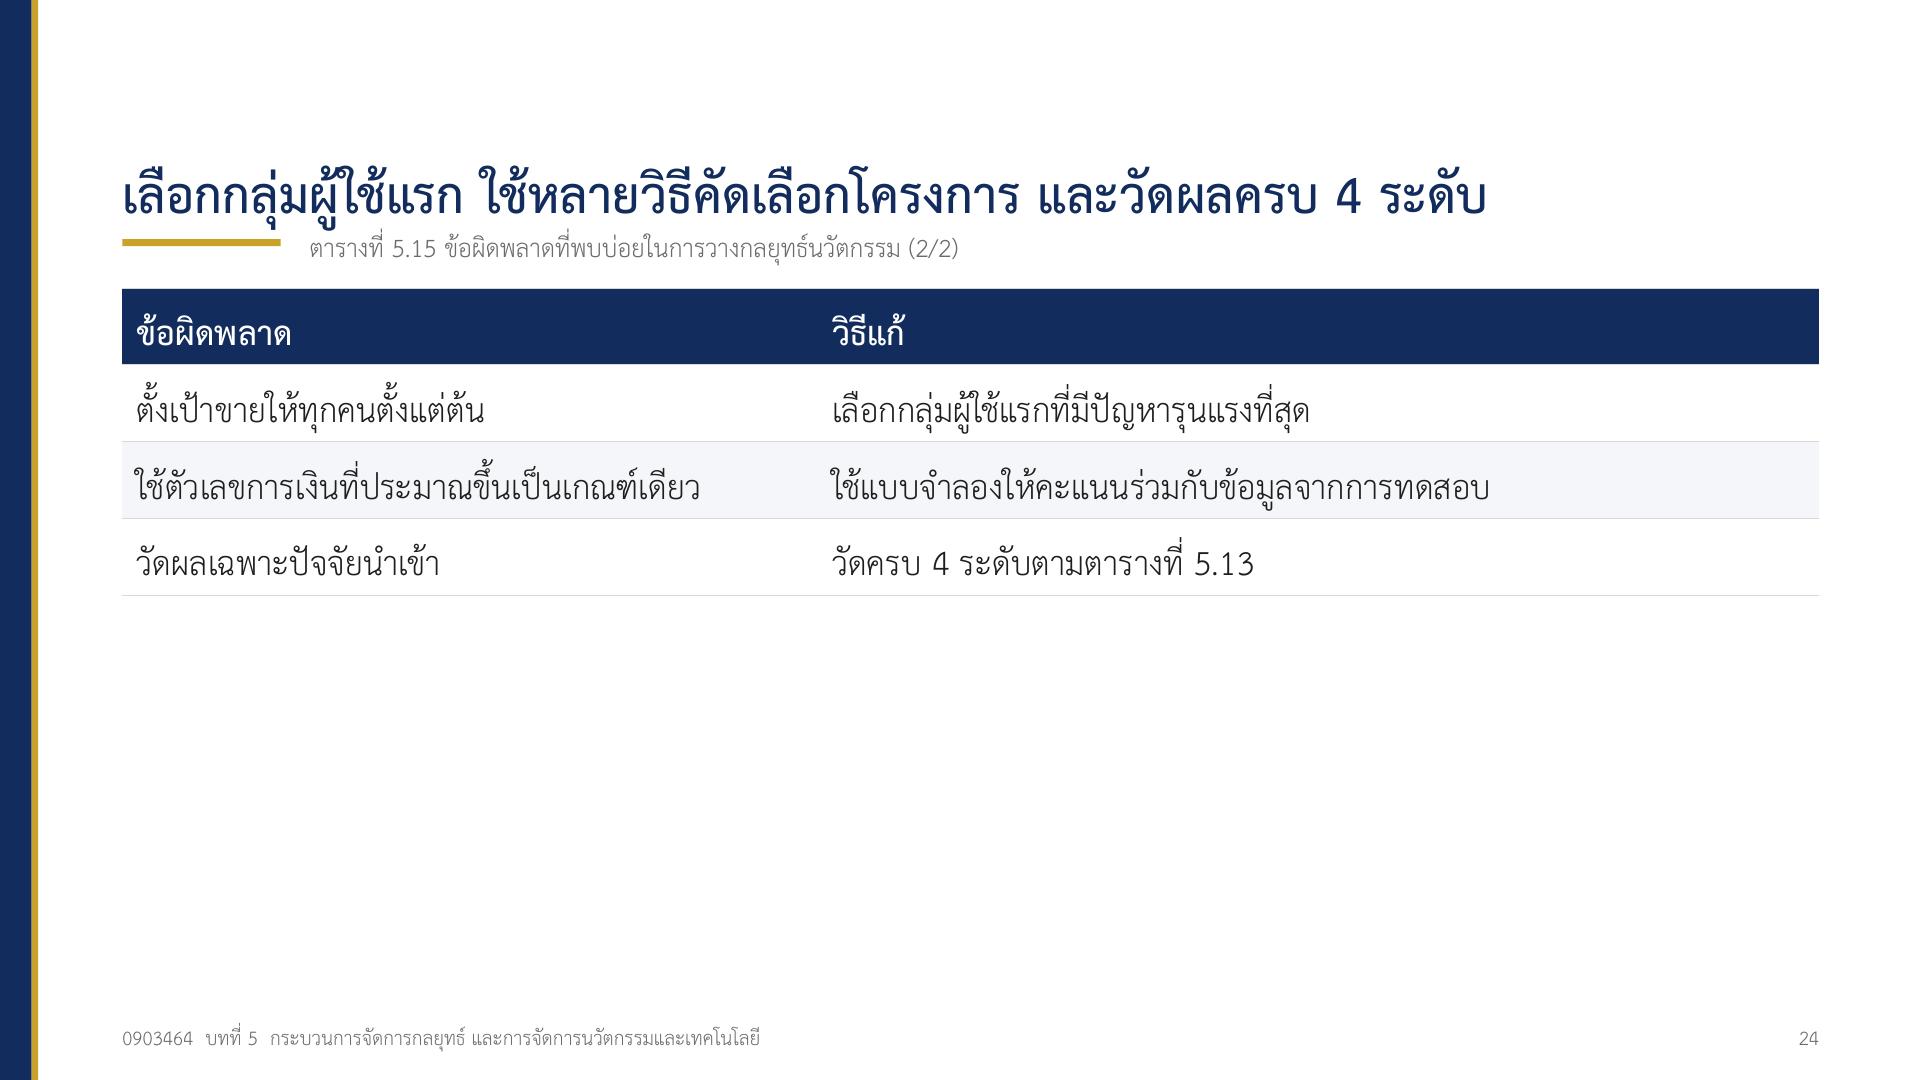 เลือกกลุ่มผู้ใช้แรก ใช้หลายวิธีคัดเลือกโครงการ และวัดผลครบ 4 ระดับ
ตารางที่ 5.15 ข้อผิดพลาดที่พบบ่อยในการวางกลยุทธ์นวัตกรรม (2/2)
ข้อผิดพลาด วิธีแก้
ตั้งเป้าขายให้ทุกคนตั้งแต่ต้น เลือกกลุ่มผู้ใช้แรกที่มีปัญหารุนแรงที่สุด
ใช้ตัวเลขการเงินที่ประมาณขึ้นเป็นเกณฑ์เดียว ใช้แบบจำลองให้คะแนนร่วมกับข้อมูลจากการทดสอบ
วัดผลเฉพาะปัจจัยนำเข้า วัดครบ 4 ระดับตามตารางที่ 5.13
0903464 บทที่ 5 กระบวนการจัดการกลยุทธ์ และการจัดการนวัตกรรมและเทคโนโลยี 24